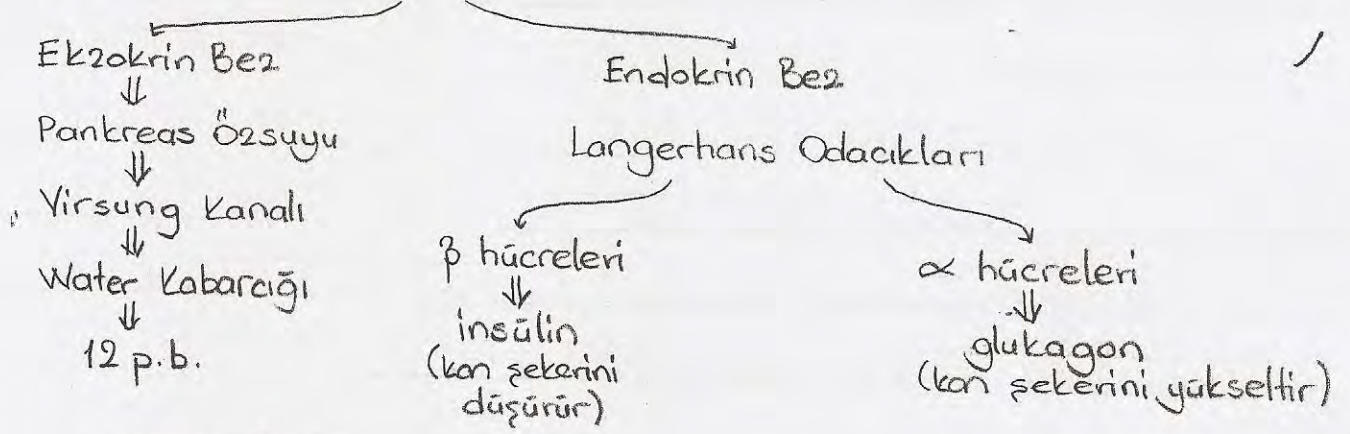 Ekzokrin Bez
⇓
Pankreas Özsuyu
⇓
Virsung Kanalı
⇓
Water Kabarcığı
⇓
12 p.b.
Endokrin Bez
Langerhans Odacıkları
β hücreleri
⇓
insülin
(kan şekerini
düşürür)
α hücreleri
⇓
glukagon
(kan şekerini yükseltir)